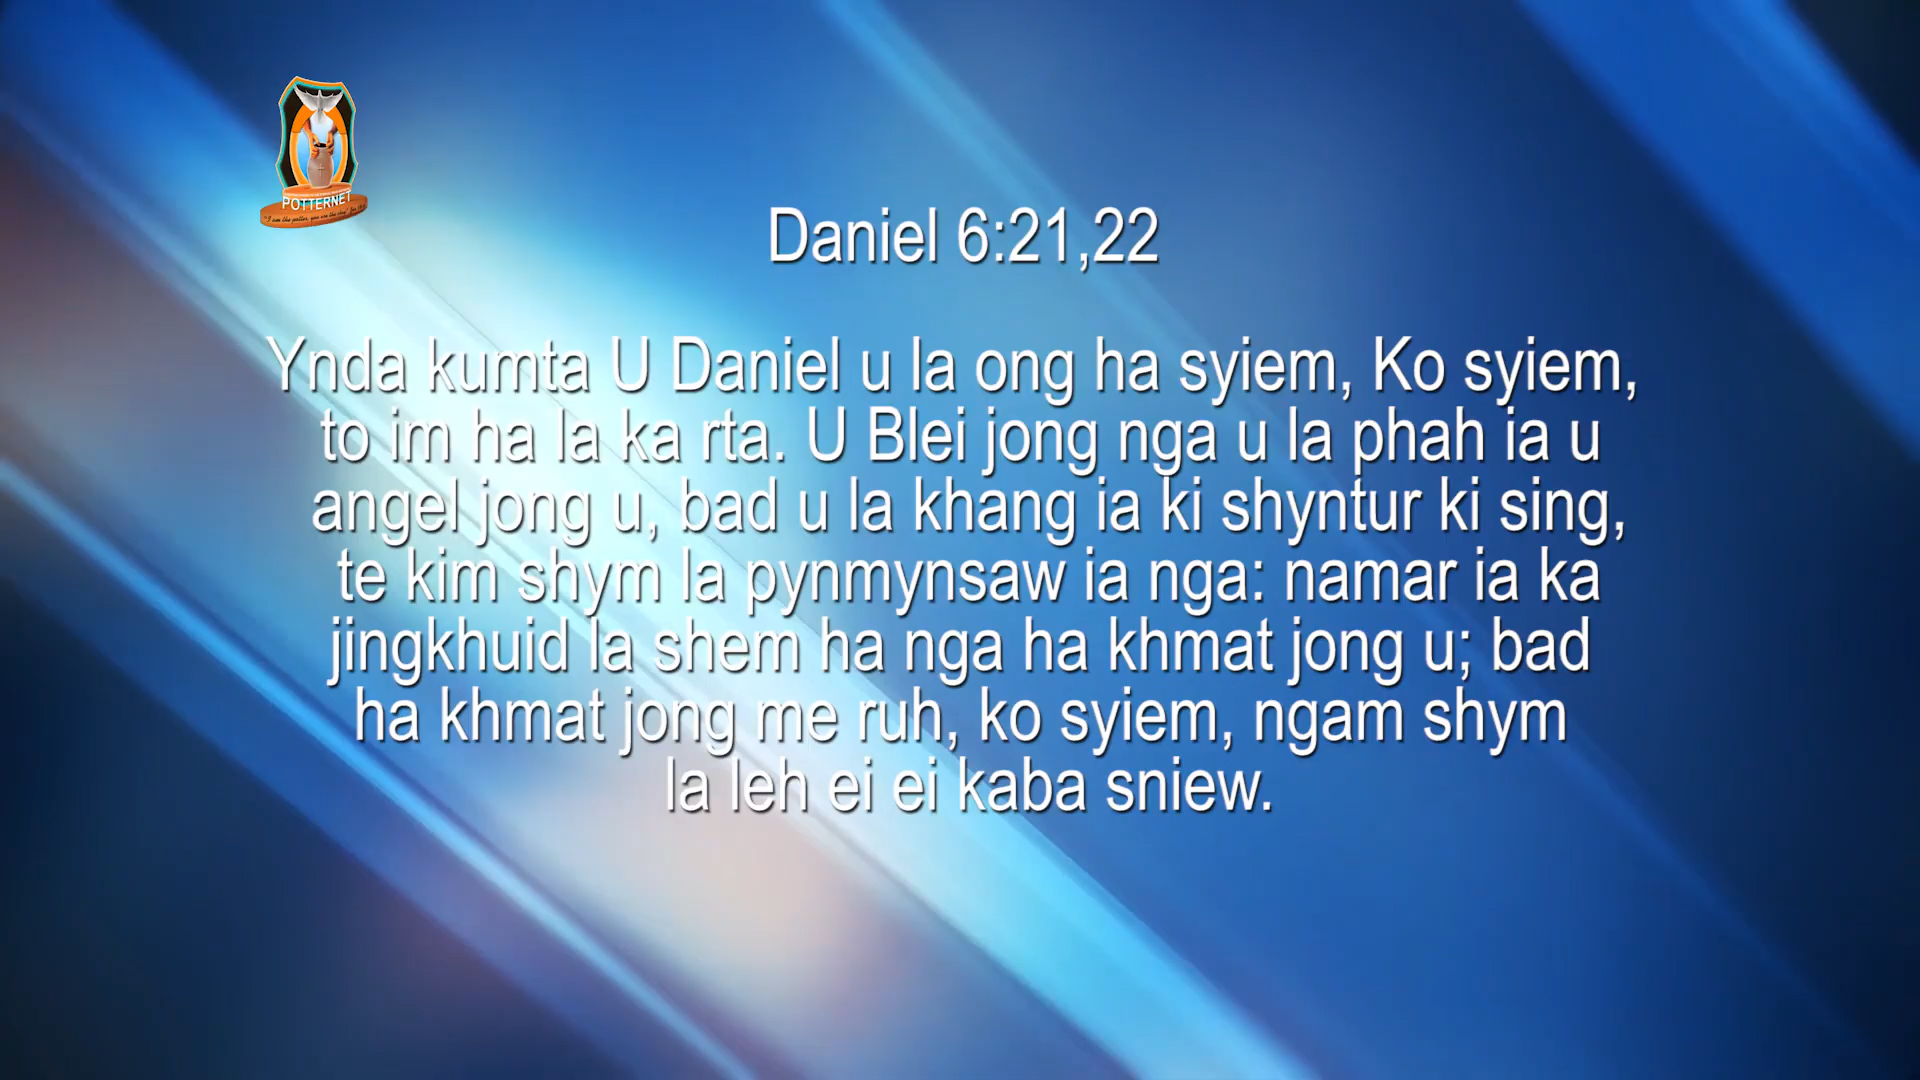 POTTERNET
Daniel 6:21,22
Ynda kumta U Daniel u la ong ha syiem, Ko syiem,
to im ha la ka rta. U Blei jong nga u la phah ia u
angel jong u, bad u la khang ia ki shyntur ki sing,
te kim shym la pynmynsaw ia nga: namar ia ka
jingkhuid la shem ha nga ha khmat jong u; bad
ha khmat jong me ruh, ko syiem, ngam shym
la leh ei ei kaba sniew.